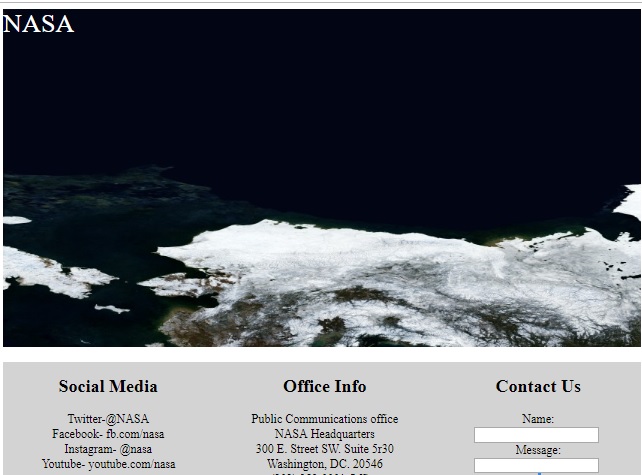 NASA
Social Media
Twitter-@NASA
Facebook- fb.com/nasa
Instagram- @nasa
Youtube- youtube.com/nasa
Office Info
Public Communications office
NASA Headquarters
300 E. Street SW. Suite 5r30
Washington, DC. 20546
Contact Us
Name:
Message: